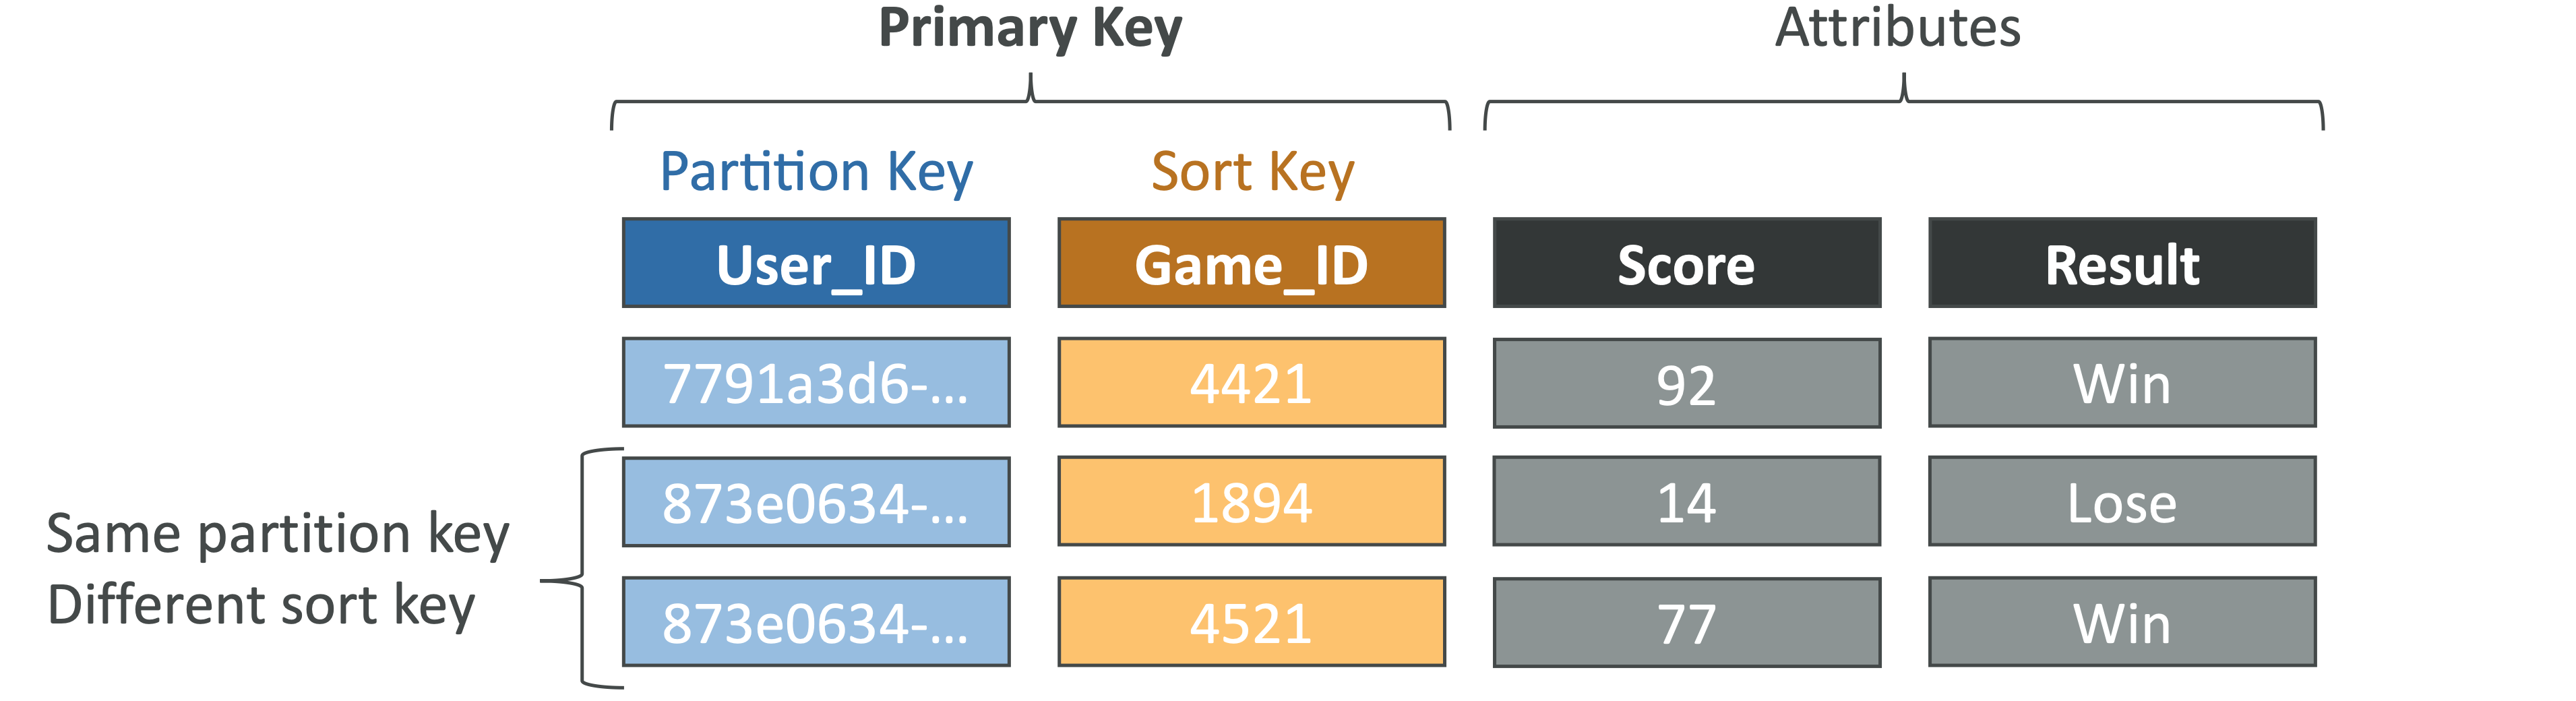 Primary Key
Attributes
Partition Key
Sort Key
User_ID
Game_ID
Score
Result
7791a3d6-...
4421
92
Win
873e0634-...
1894
14
Lose
Same partition key
Different sort key
873e0634-...
4521
77
Win